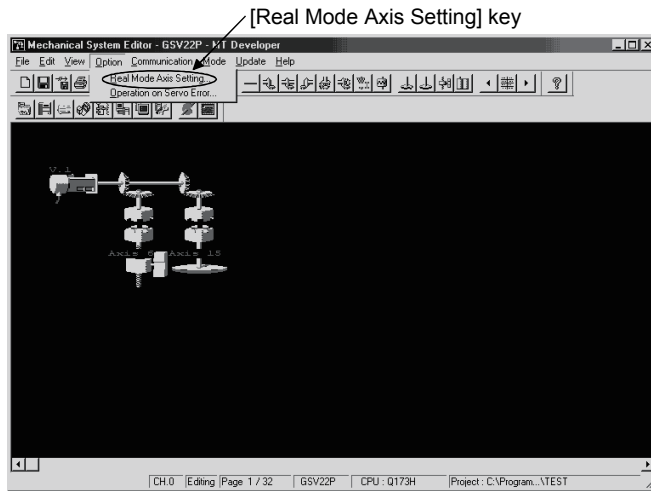 [Real Mode Axis Setting] key
Mechanical System Editor - GSV22P - MT Developer
File Edit View Option Communication Mode Update Help
Real Mode Axis Setting...
Operation on Servo Error...
V.1
Axis 6 Axis 15
CH.0 Editing Page 1 / 32 GSV22P CPU : Q173H Project : C:\Program...\TEST